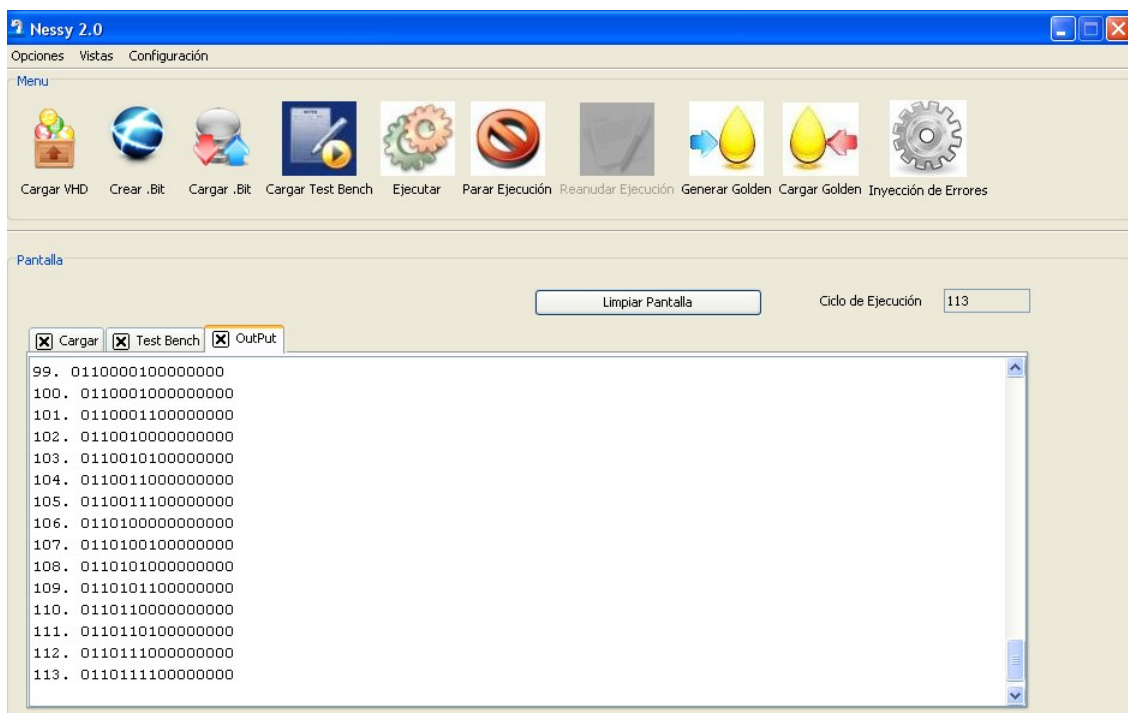 Nessy 2.0
Opciones Vistas Configuración
Menu
Cargar VHD Crear .Bit Cargar .Bit Cargar Test Bench Ejecutar Parar Ejecución Reanudar Ejecución Generar Golden Cargar Golden Inyección de Errores
Pantalla
Limpiar Pantalla Ciclo de Ejecución 113
Cargar Test Bench OutPut
99. 0110000100000000
100. 0110001000000000
101. 0110001100000000
102. 0110010000000000
103. 0110010100000000
104. 0110011000000000
105. 0110011100000000
106. 0110100000000000
107. 0110100100000000
108. 0110101000000000
109. 0110101100000000
110. 0110110000000000
111. 0110110100000000
112. 0110111000000000
113. 0110111100000000